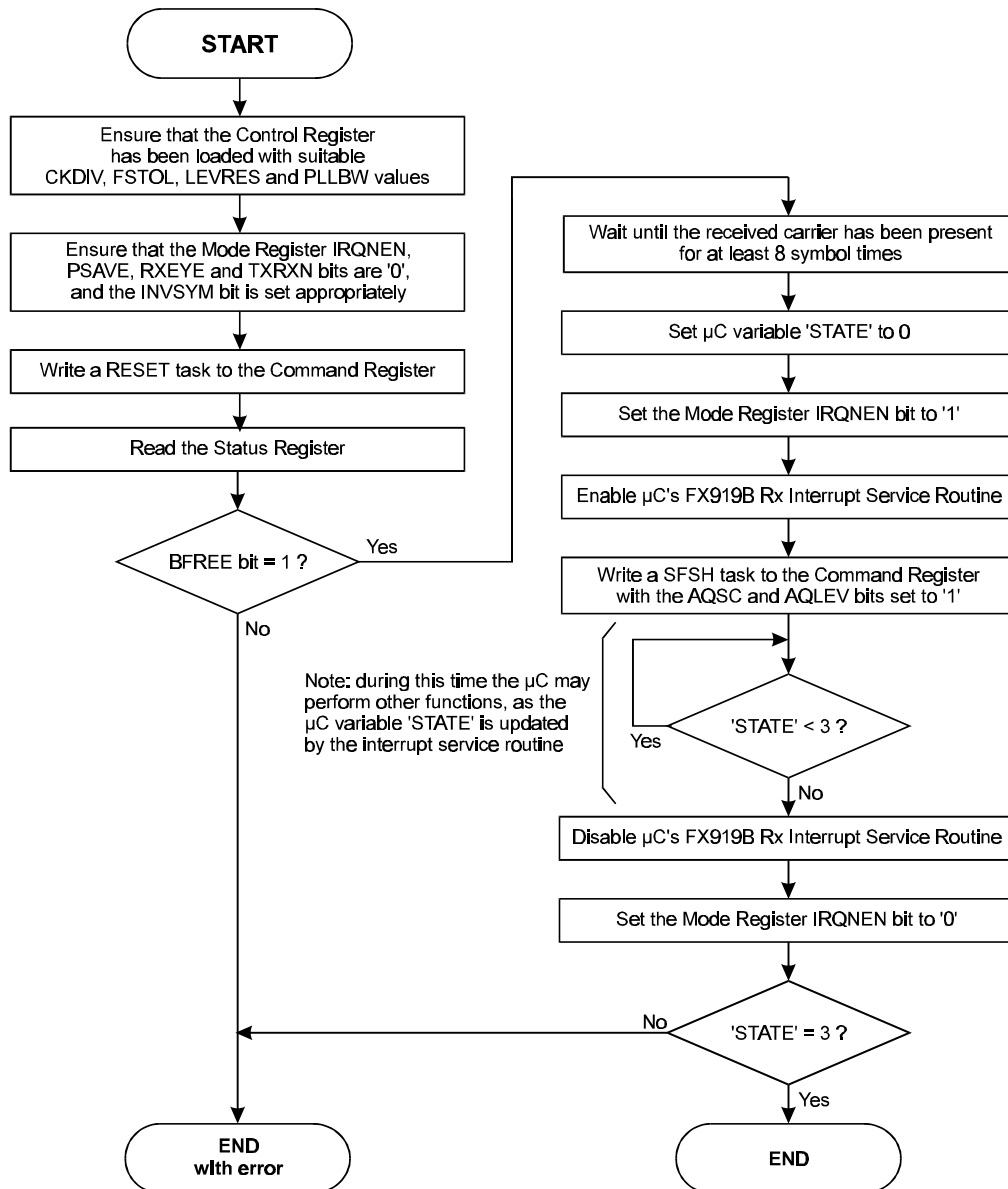 START
Ensure that the Control Register
has been loaded with suitable
CKDIV, FSTOL, LEVRES and PLLBW values
Ensure that the Mode Register IRQNEN,
PSAVE, RXEYE and TXRXN bits are '0',
and the INVSYM bit is set appropriately
Write a RESET task to the Command Register
Read the Status Register
BFREE bit = 1 ?
Yes
No
Wait until the received carrier has been present
for at least 8 symbol times
Set µC variable 'STATE' to 0
Set the Mode Register IRQNEN bit to '1'
Enable µC's FX919B Rx Interrupt Service Routine
Write a SFSH task to the Command Register
with the AQSC and AQLEV bits set to '1'
Note: during this time the µC may
perform other functions, as the
µC variable 'STATE' is updated
by the interrupt service routine
'STATE' < 3 ?
Yes
No
Disable µC's FX919B Rx Interrupt Service Routine
Set the Mode Register IRQNEN bit to '0'
'STATE' = 3 ?
No
Yes
END
with error
END